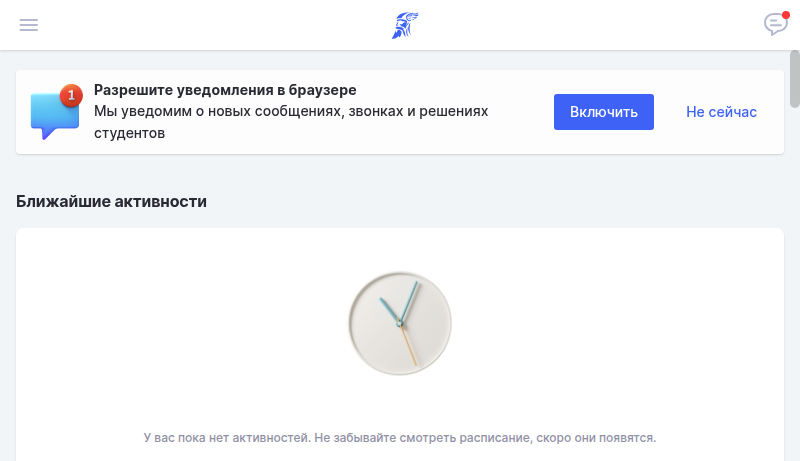 1
Разрешите уведомления в браузере
Мы уведомим о новых сообщениях, звонках и решениях
студентов
Включить
Не сейчас
Ближайшие активности
У вас пока нет активностей. Не забывайте смотреть расписание, скоро они появятся.